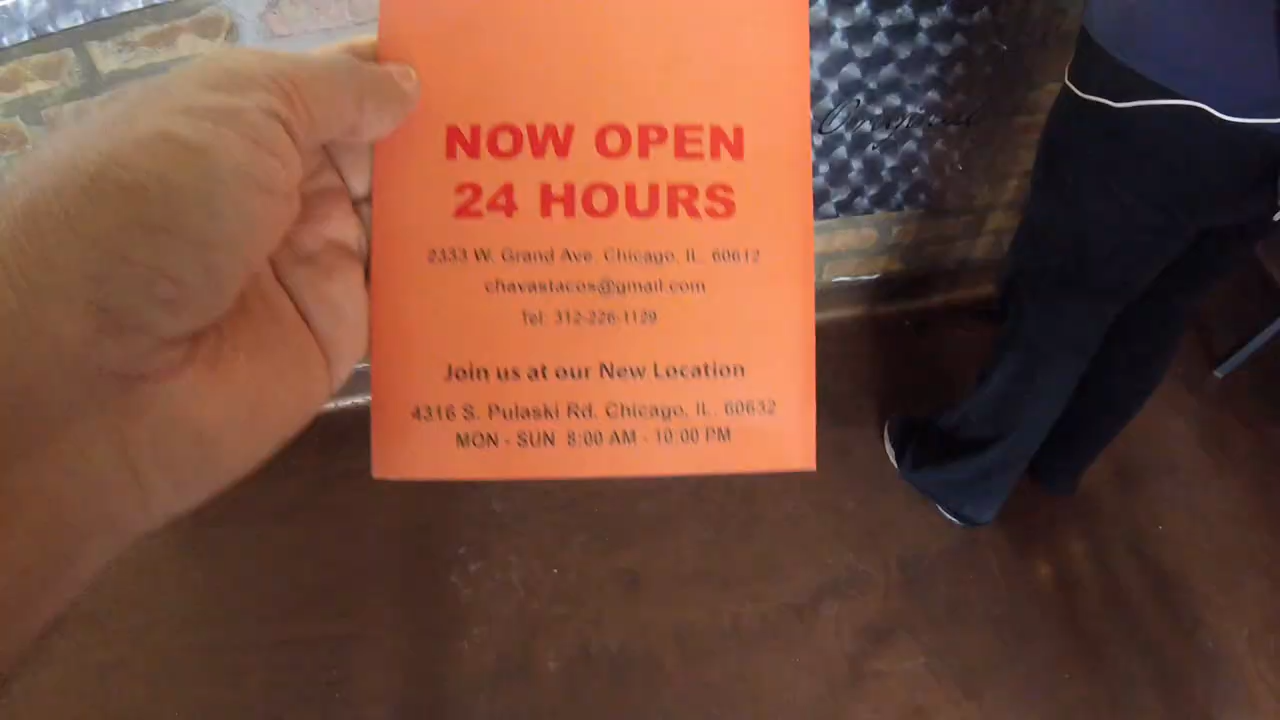 NOW OPEN
24 HOURS
2333 W. Grand Ave. Chicago, IL. 60612
chavastacos@gmail.com
Tel: 312-226-1129
Join us at our New Location
4316 S. Pulaski Rd. Chicago, IL. 60632
MON - SUN 8:00 AM - 10:00 PM
Original